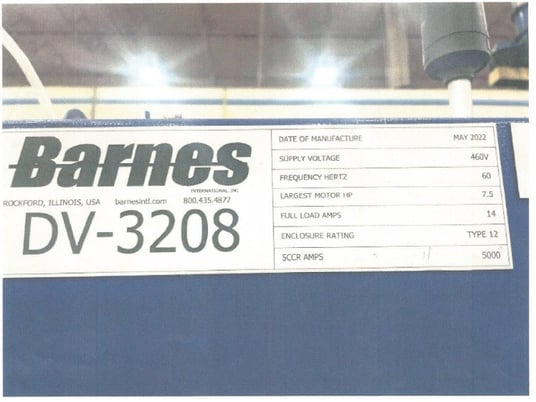 Barnes
INTERNATIONAL, INC
ROCKFORD, ILLINOIS, USA barnesintl.com 800.435.4877
DV-3208
DATE OF MANUFACTURE MAY 2022
SUPPLY VOLTAGE 460V
FREQUENCY HERTZ 60
LARGEST MOTOR HP 7.5
FULL LOAD AMPS 14
ENCLOSURE RATING TYPE 12
SCCR AMPS 5000